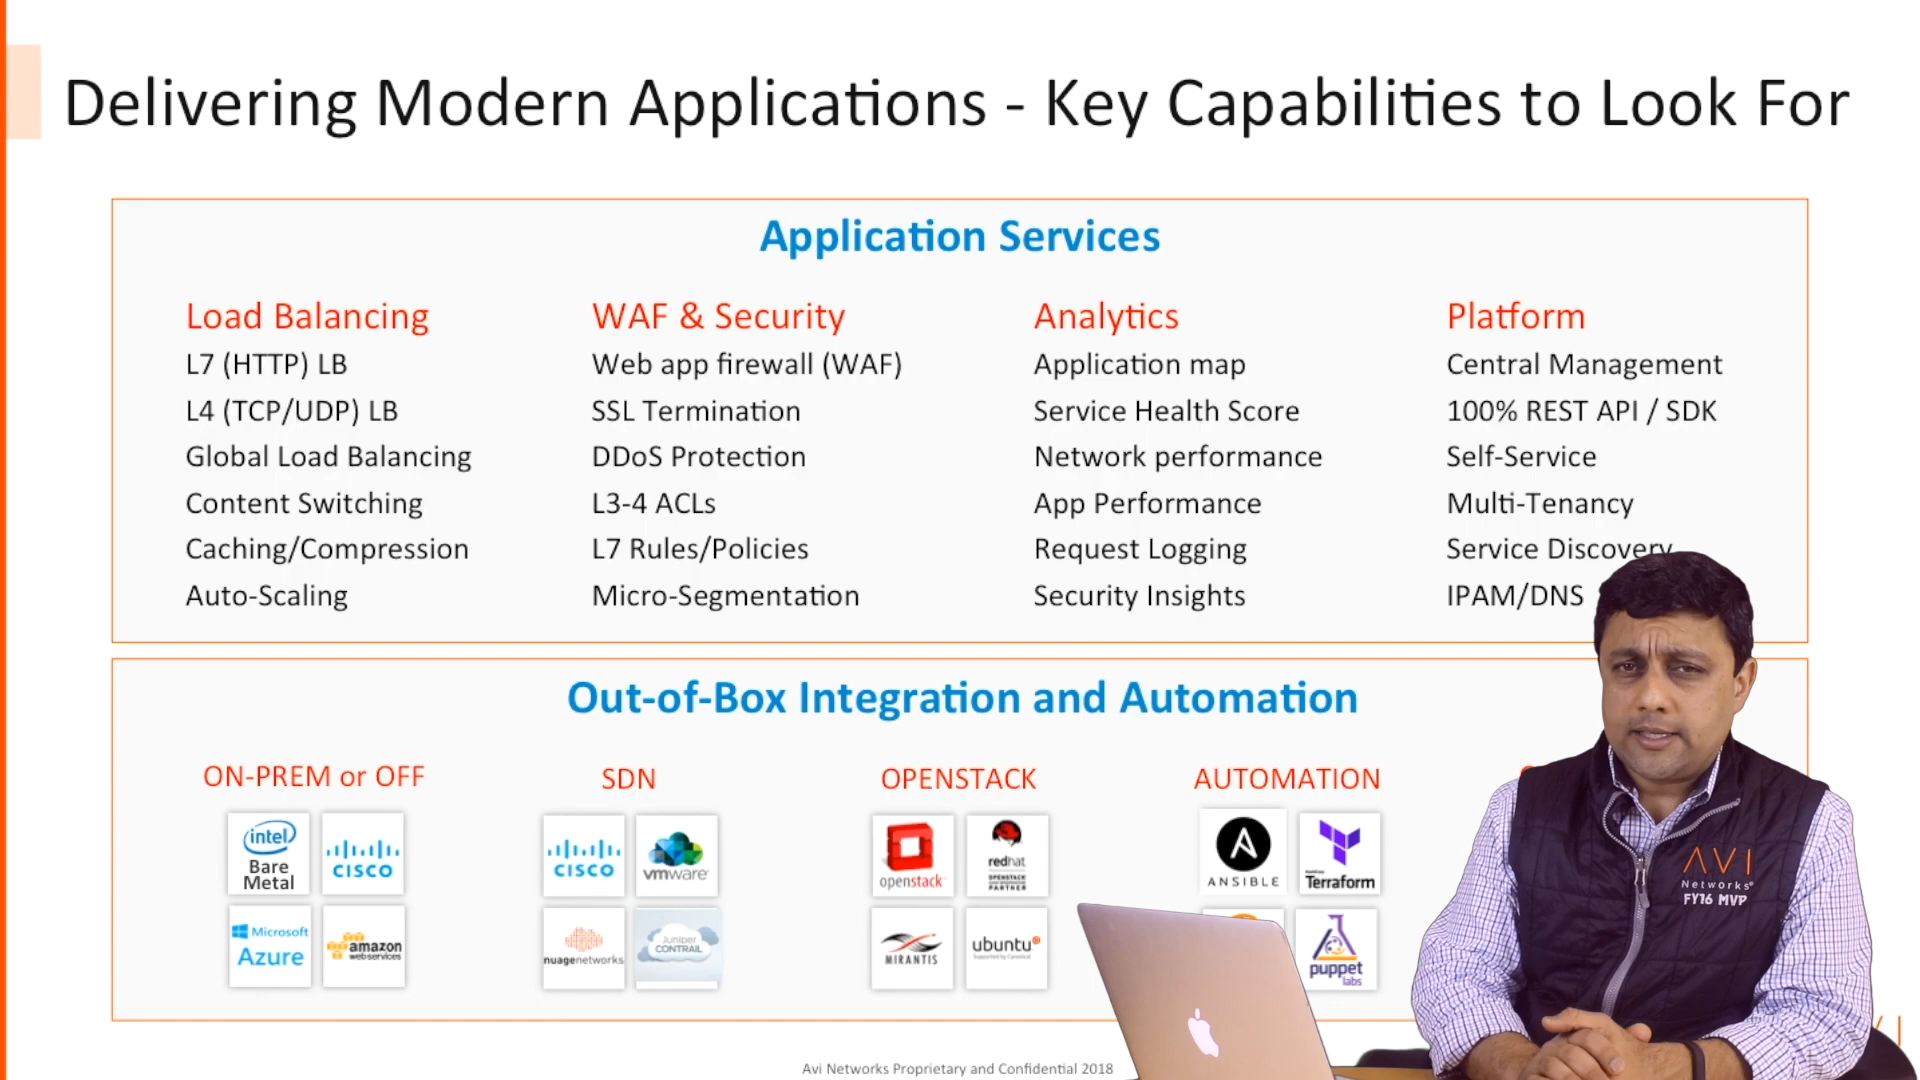 Delivering Modern Applications - Key Capabilities to Look For
Application Services
Load Balancing
L7 (HTTP) LB
L4 (TCP/UDP) LB
Global Load Balancing
Content Switching
Caching/Compression
Auto-Scaling
WAF & Security
Web app firewall (WAF)
SSL Termination
DDoS Protection
L3-4 ACLs
L7 Rules/Policies
Micro-Segmentation
Analytics
Application map
Service Health Score
Network performance
App Performance
Request Logging
Security Insights
Platform
Central Management
100% REST API / SDK
Self-Service
Multi-Tenancy
Service Discovery
IPAM/DNS
Out-of-Box Integration and Automation
ON-PREM or OFF
intel
Bare
Metal
CISCO
Microsoft
Azure
amazon
webservices
SDN
CISCO
vmware
nuagenetworks
Juniper
CONTRAIL
OPENSTACK
openstack
redhat
OPENSTACK
PARTNER
MIRANTIS
ubuntu
Supported by Canonical
AUTOMATION
ANSIBLE
Terraform
puppet
labs
AVI
Networks
FY16 MVP
Avi Networks Proprietary and Confidential 2018